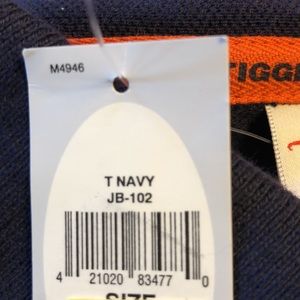 M4946
TIGGE
T NAVY
JB-102
4 21020 83477 0
SIZE